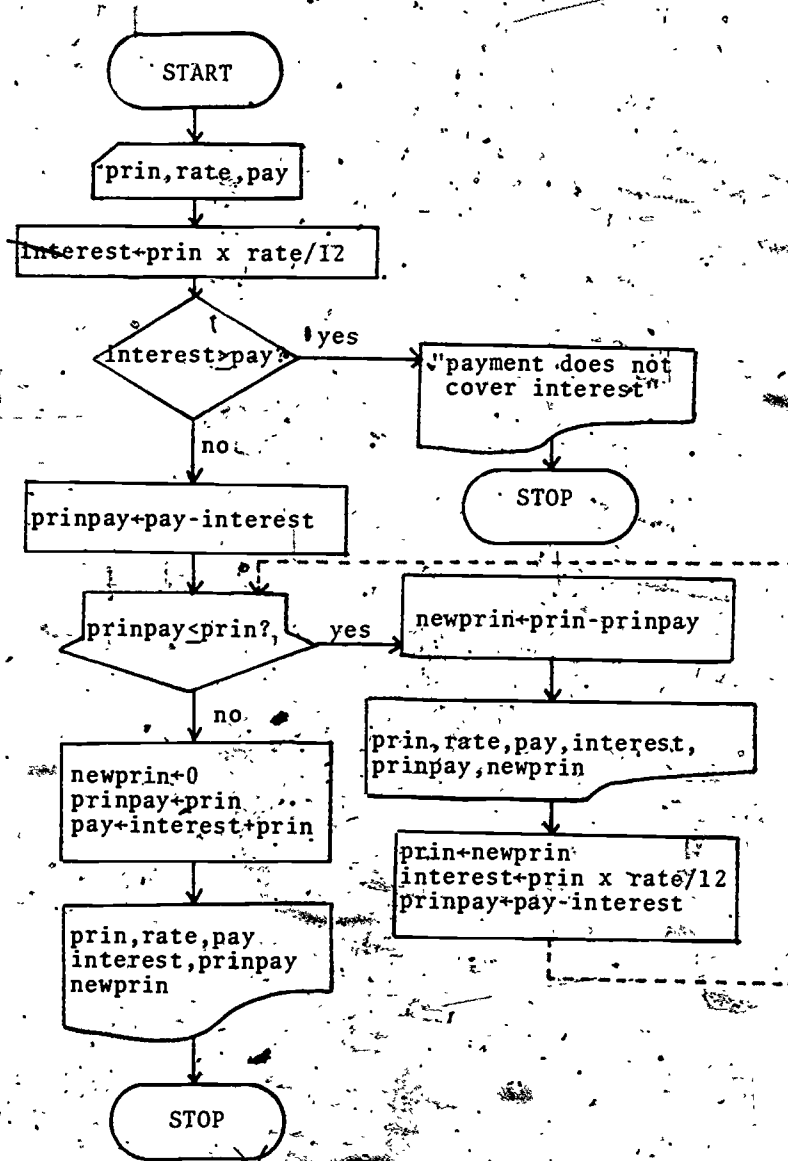 START
prin,rate,pay
interest←prin x rate/12
interest≥pay?
yes
"payment does not
cover interest"
no
STOP
prinpay←pay-interest
prinpay≤prin?
yes
newprin←prin-prinpay
no
prin,rate,pay,interest,
prinpay,newprin
newprin←0
prinpay←prin
pay←interest+prin
prin←newprin
interest←prin x rate/12
prinpay←pay-interest
prin,rate,pay
interest,prinpay
newprin
STOP